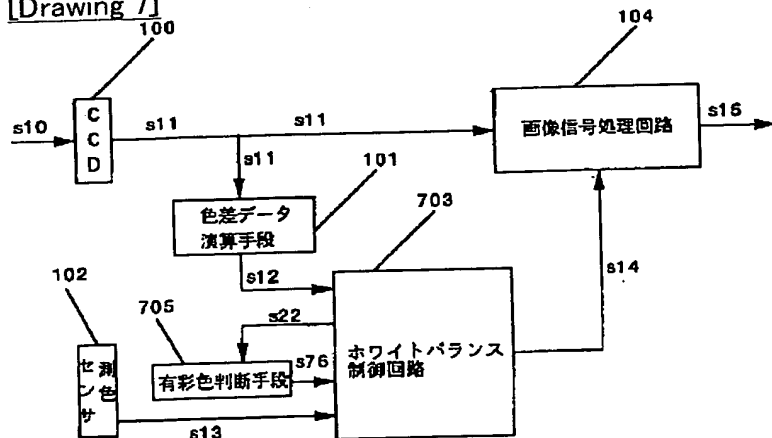 [Drawing 7]
100
104
s10
CCD
s11
s11
画像信号処理回路
s16
s11
101
色差データ
演算手段
703
s12
s14
102
705
s22
測色
センサ
有彩色判断手段
s76
ホワイトバランス
制御回路
s13